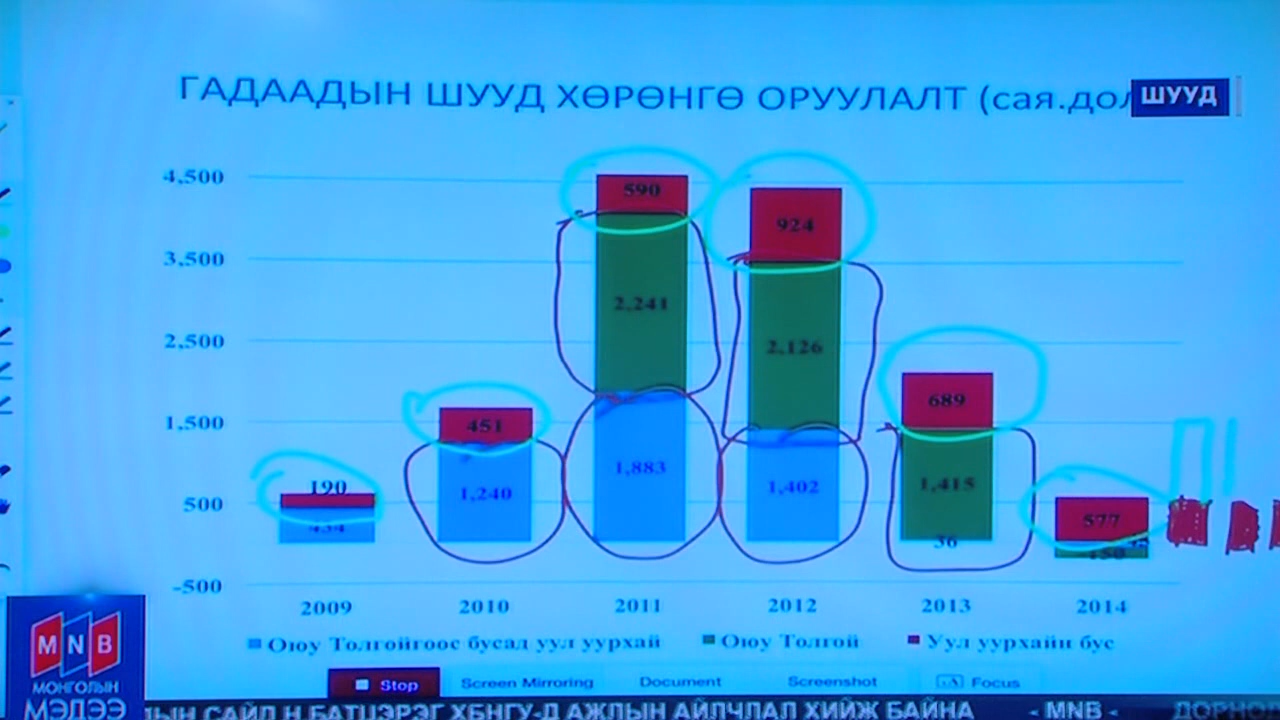 ГАДААДЫН ШУУД ХӨРӨНГӨ ОРУУЛАЛТ (сая.дол
ШУУД
4,500
590
924
3,500
2,241
2,126
2,500
689
1,500
451
1,883
1,415
190
1,240
1,402
500
434
577
36
-500
2009 2010 2011 2012 2013 2014
Оюу Толгойгоос бусад уул уурхай Оюу Толгой Уул уурхайн бус
Stop Screen Mirroring Document Screenshot Focus
MNB
МОНГОЛЫН
МЭДЭЭ
САЙД Н.БАТЦЭРЭГ ХБНГУ-Д АЖЛЫН АЙЧЛАЛ ХИЙЖ БАЙНА - MNB -